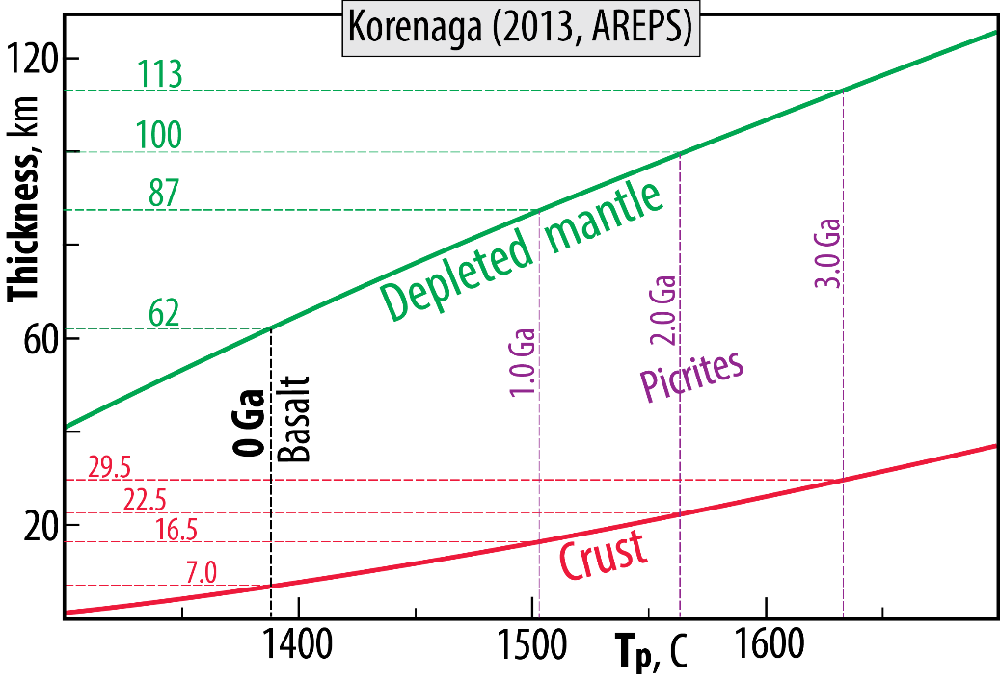 Korenaga (2013, AREPS)
120
113
100
87
62
60
29.5
22.5
20
16.5
7.0
Thickness, km
Depleted mantle
0 Ga
Basalt
1.0 Ga
2.0 Ga
3.0 Ga
Picrites
Crust
1400
1500
1600
Tp, C